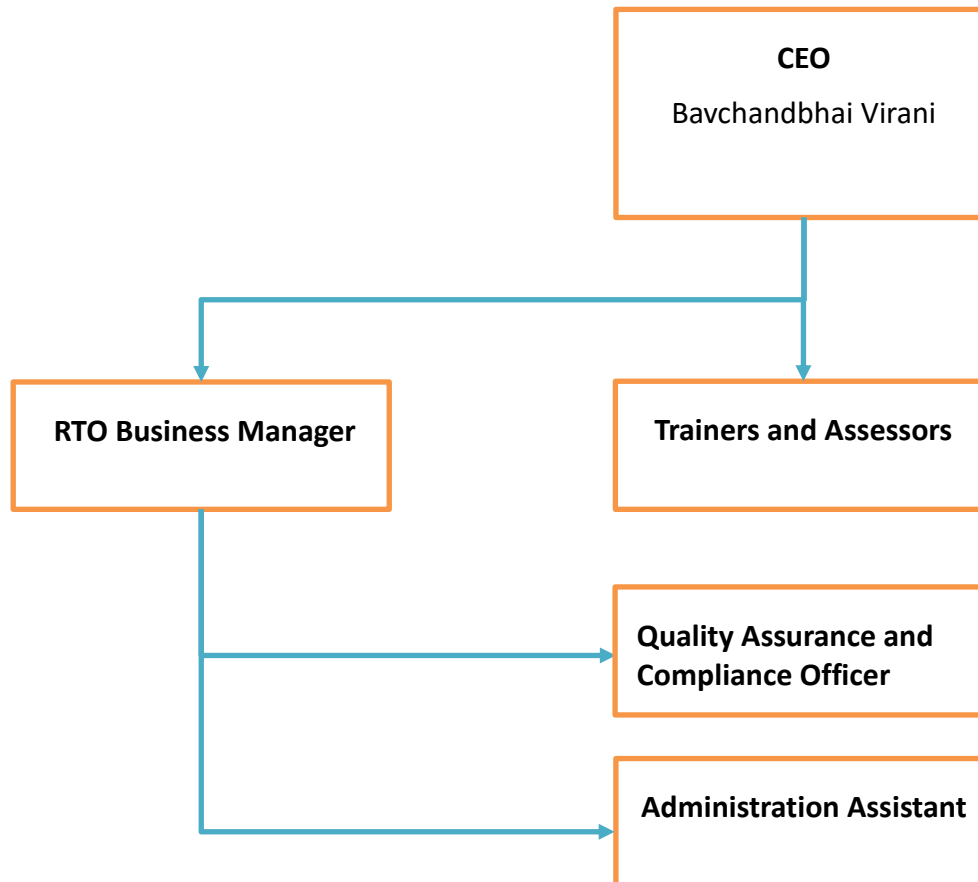 CEO
Bavchandbhai Virani
RTO Business Manager
Trainers and Assessors
Quality Assurance and
Compliance Officer
Administration Assistant